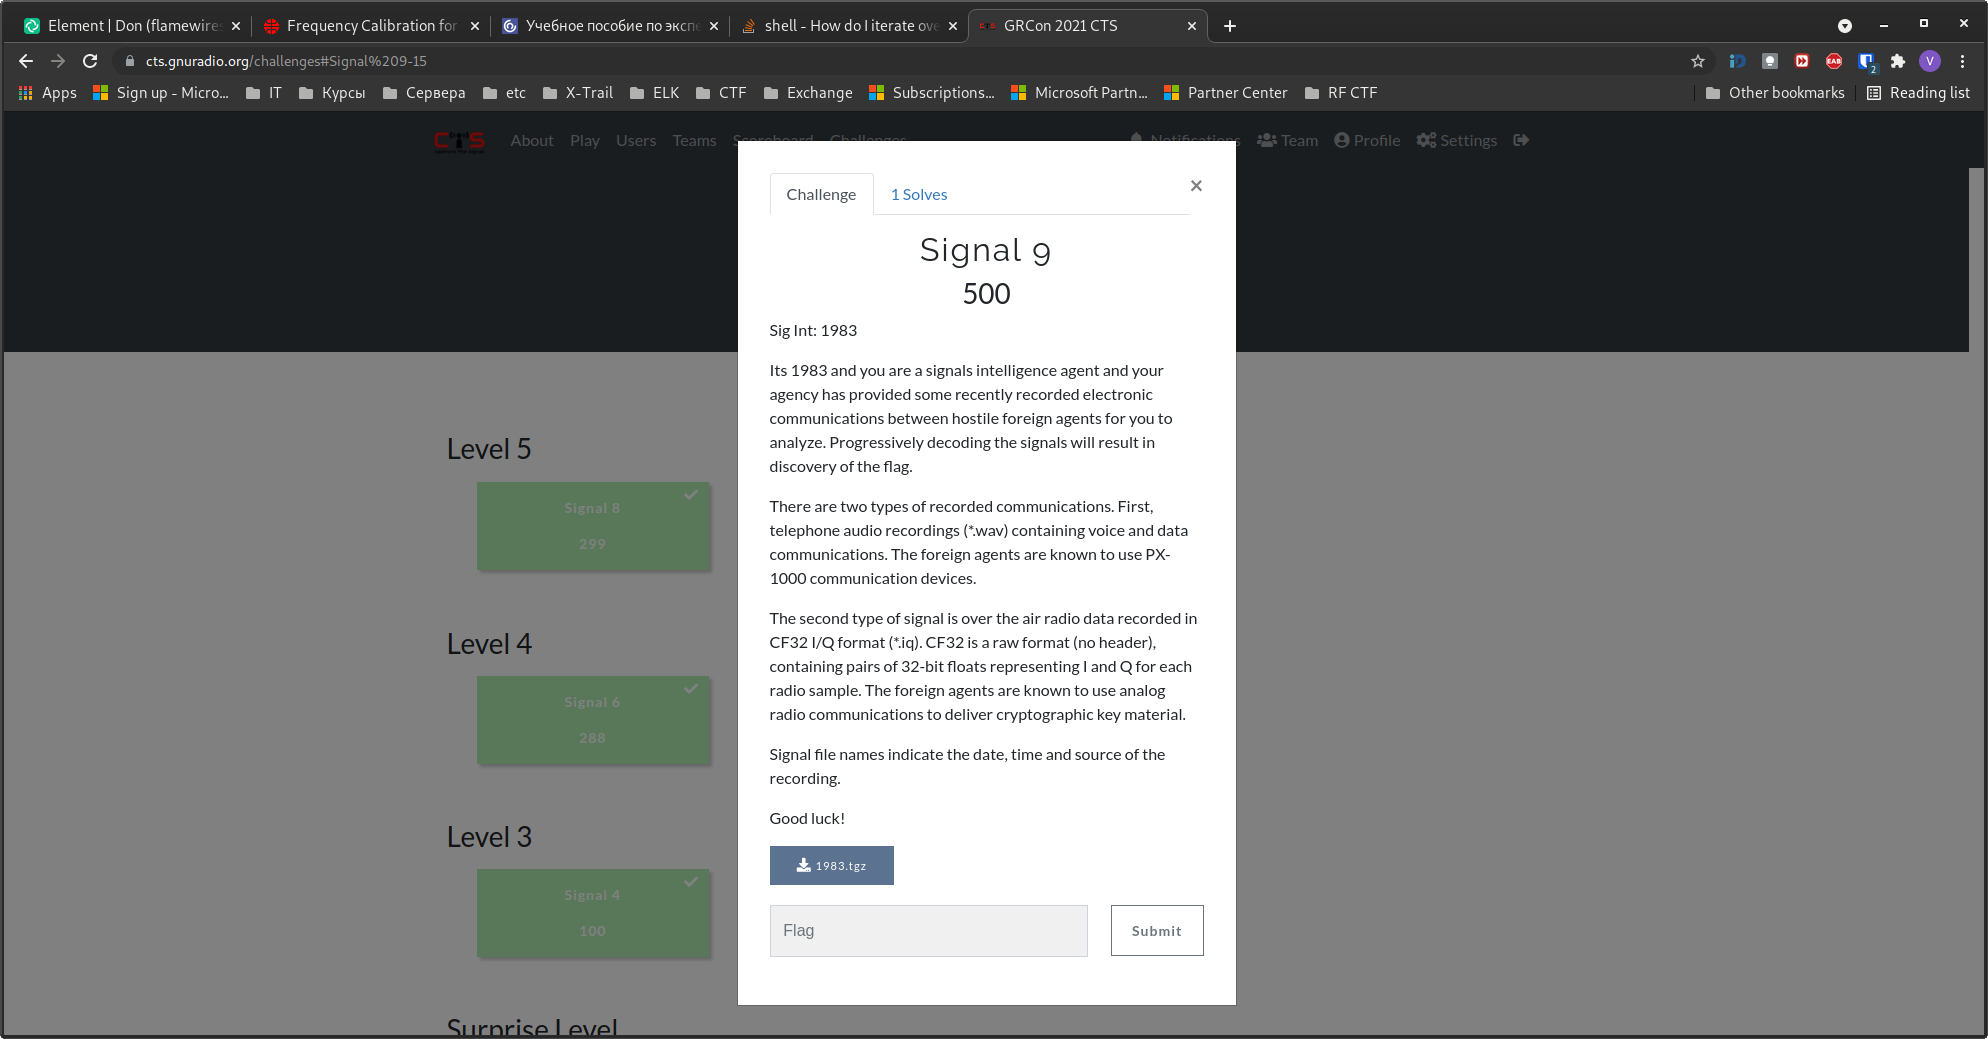 Element | Don (flamewire
Frequency Calibration for
Учебное пособие по эксп
shell - How do I iterate ove
GRCon 2021 CTS
cts.gnuradio.org/challenges#Signal%209-15
Apps
Sign up - Micro...
IT
Курсы
Сервера
etc
X-Trail
ELK
CTF
Exchange
Subscriptions...
Microsoft Partn...
Partner Center
RF CTF
Other bookmarks
Reading list
CTS
About
Play
Users
Teams
Scoreboard
Challenges
Notifications
Team
Profile
Settings
Challenge
1 Solves
×
Signal 9
500
Sig Int: 1983
Its 1983 and you are a signals intelligence agent and your
agency has provided some recently recorded electronic
communications between hostile foreign agents for you to
analyze. Progressively decoding the signals will result in
discovery of the flag.
There are two types of recorded communications. First,
telephone audio recordings (*.wav) containing voice and data
communications. The foreign agents are known to use PX-
1000 communication devices.
The second type of signal is over the air radio data recorded in
CF32 I/Q format (*.iq). CF32 is a raw format (no header),
containing pairs of 32-bit floats representing I and Q for each
radio sample. The foreign agents are known to use analog
radio communications to deliver cryptographic key material.
Signal file names indicate the date, time and source of the
recording.
Good luck!
1983.tgz
Flag
Submit
Level 5
Signal 8
299
Level 4
Signal 6
288
Level 3
Signal 4
100
Surprise Level